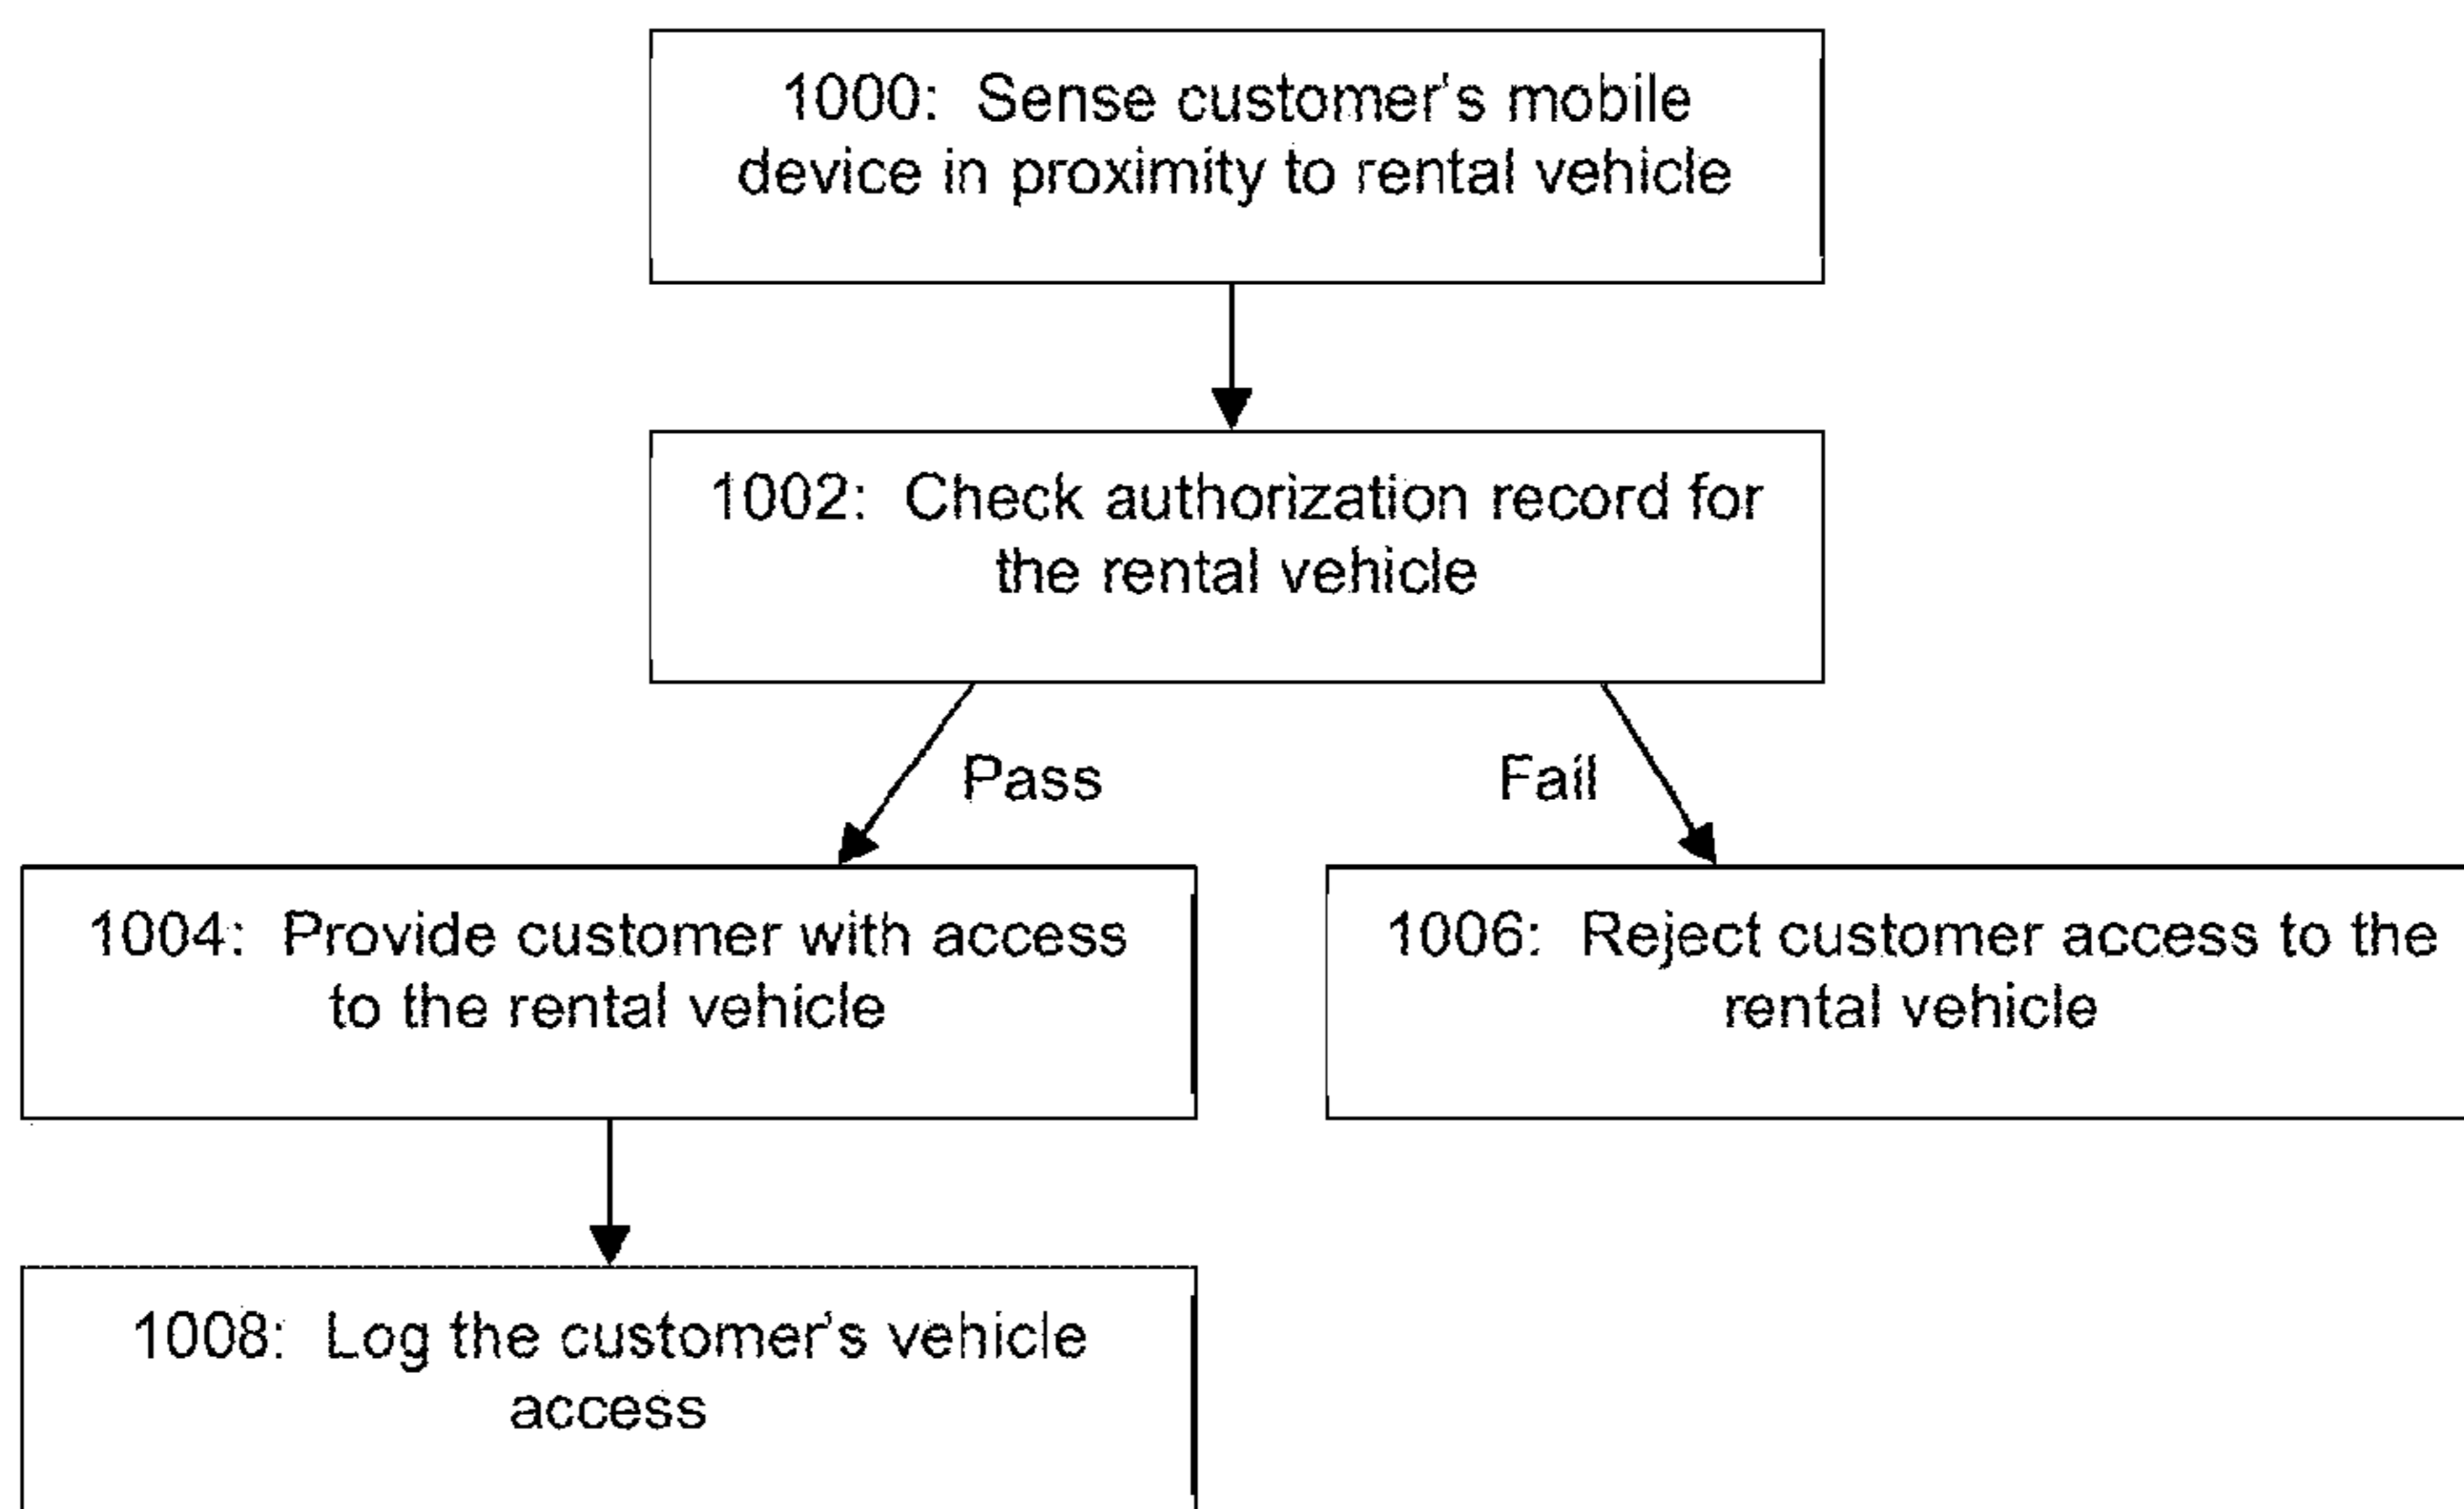 1000: Sense customer's mobile
device in proximity to rental vehicle
1002: Check authorization record for
the rental vehicle
Pass
Fail
1004: Provide customer with access
to the rental vehicle
1006: Reject customer access to the
rental vehicle
1008: Log the customer's vehicle
access